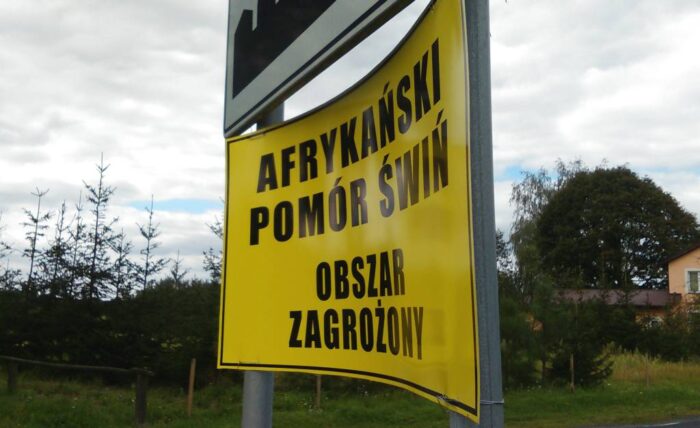 AFRYKAŃSKI
POMÓR ŚWIŃ
OBSZAR
ZAGROŻONY